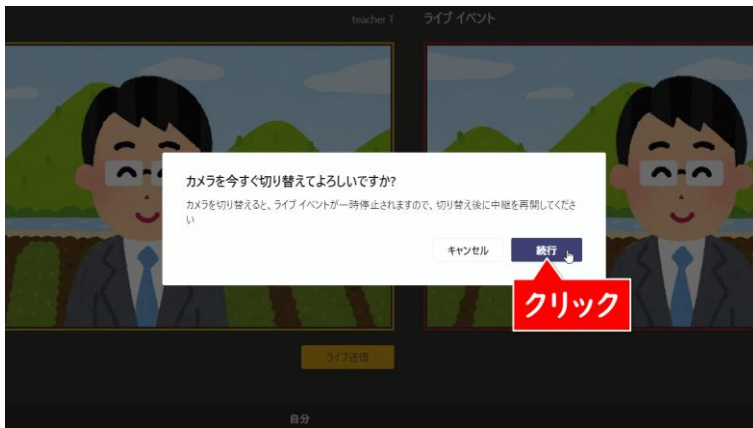 teacher T
ライブ イベント
カメラを今すぐ切り替えてよろしいですか?
カメラを切り替えると、ライブ イベントが一時停止されますので、切り替え後に中継を再開してくださ
い
キャンセル
続行
クリック
ライブ送信
自分